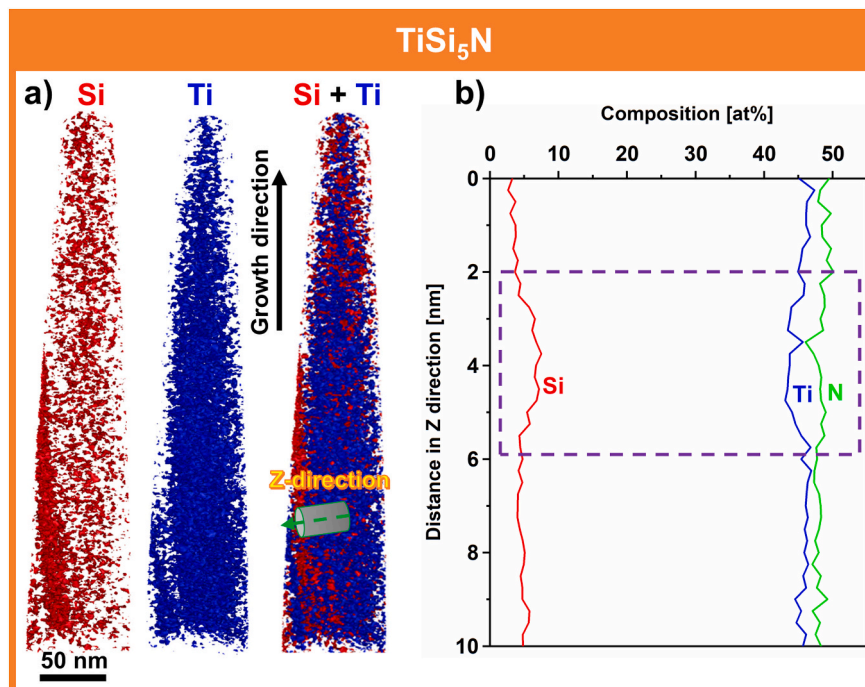 TiSi₅N
a) Si Ti Si + Ti
Growth direction
Z-direction
50 nm
b)
Composition [at%]
0 10 20 30 40 50
Distance in Z direction [nm]
0
2
4
6
8
10
Si
Ti N